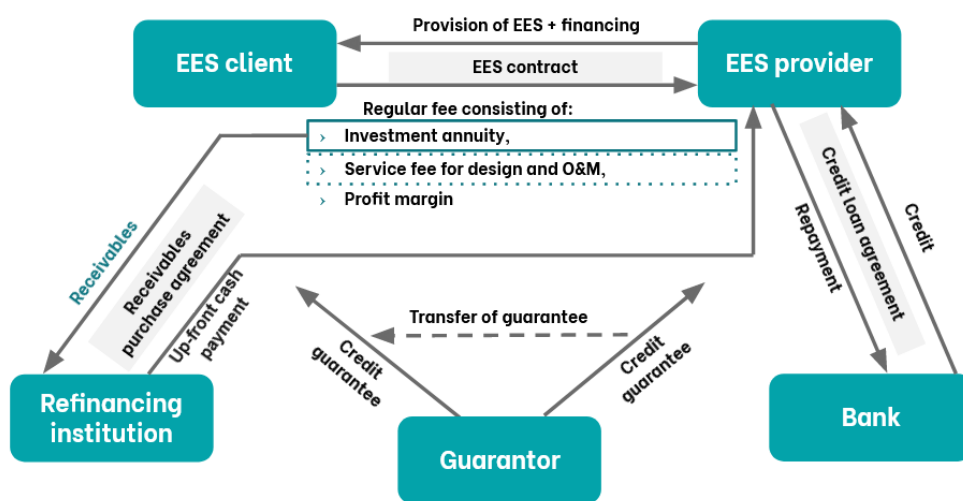 Provision of EES + financing
EES client
EES contract
EES provider
Regular fee consisting of:
› Investment annuity,
› Service fee for design and O&M,
› Profit margin
Receivables
Receivables
purchase agreement
Up-front cash
payment
Transfer of guarantee
Credit
guarantee
Credit
guarantee
Repayment
Credit loan agreement
Credit
Refinancing
institution
Guarantor
Bank